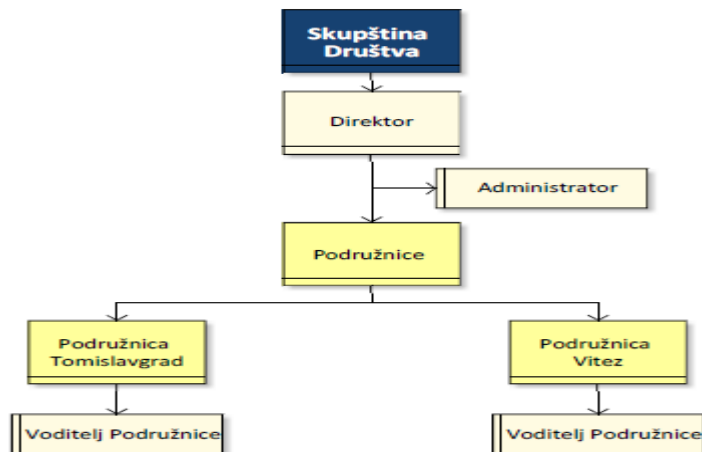 Skupština
Društva
Direktor
Administrator
Podružnice
Podružnica
Tomislavgrad
Podružnica
Vitez
Voditelj Podružnice
Voditelj Podružnice